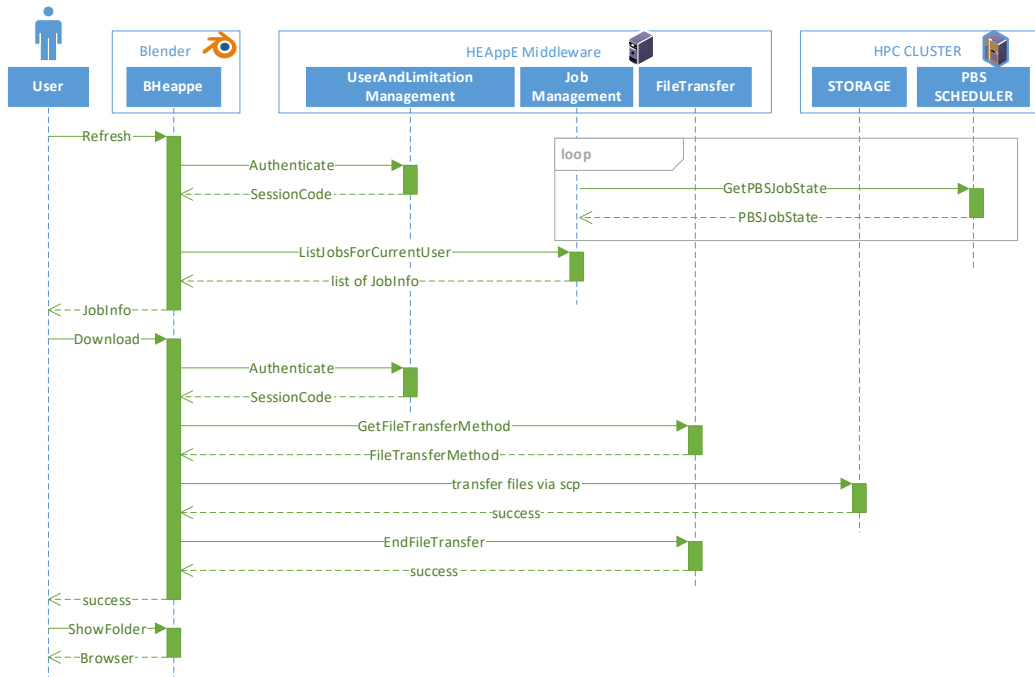 Blender
HEAppE Middleware
HPC CLUSTER
User
BHeappe
UserAndLimitation
Management
Job
Management
FileTransfer
STORAGE
PBS
SCHEDULER
Refresh
loop
Authenticate
GetPBSJobState
SessionCode
PBSJobState
ListJobsForCurrentUser
list of JobInfo
JobInfo
Download
Authenticate
SessionCode
GetFileTransferMethod
FileTransferMethod
transfer files via scp
success
EndFileTransfer
success
success
ShowFolder
Browser